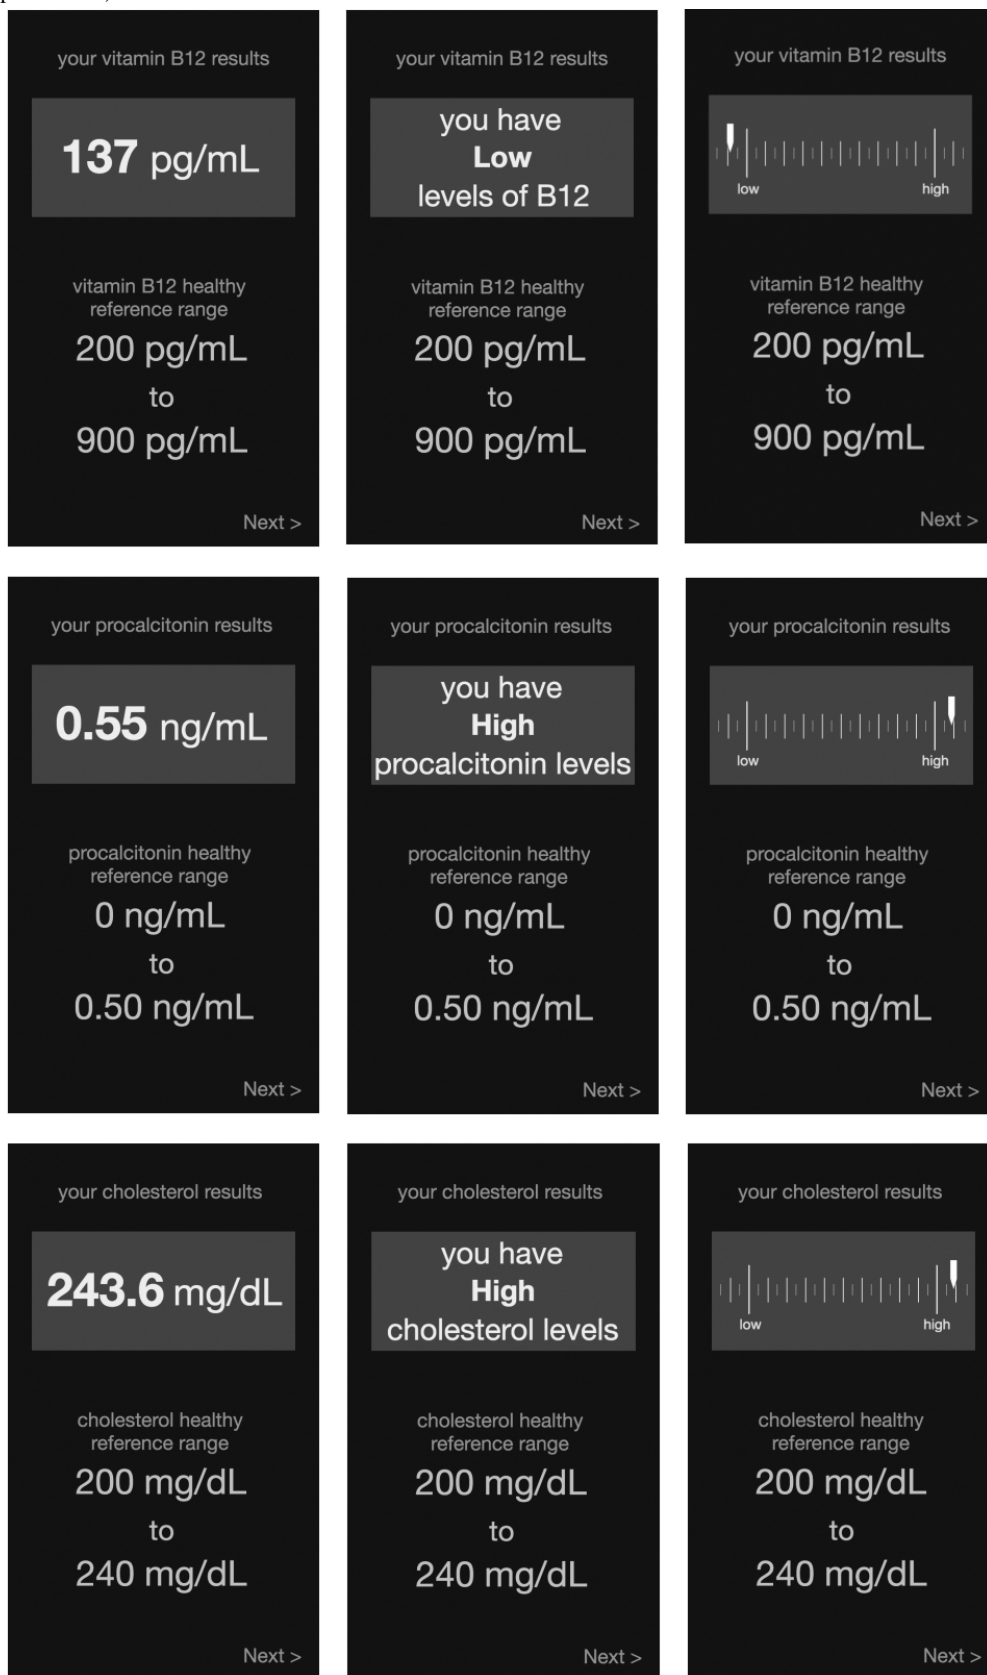 your vitamin B12 results
137 pg/mL
vitamin B12 healthy
reference range
200 pg/mL
to
900 pg/mL
Next >
your vitamin B12 results
you have
Low
levels of B12
vitamin B12 healthy
reference range
200 pg/mL
to
900 pg/mL
Next >
your vitamin B12 results
low high
vitamin B12 healthy
reference range
200 pg/mL
to
900 pg/mL
Next >
your procalcitonin results
0.55 ng/mL
procalcitonin healthy
reference range
0 ng/mL
to
0.50 ng/mL
Next >
your procalcitonin results
you have
High
procalcitonin levels
procalcitonin healthy
reference range
0 ng/mL
to
0.50 ng/mL
Next >
your procalcitonin results
low high
procalcitonin healthy
reference range
0 ng/mL
to
0.50 ng/mL
Next >
your cholesterol results
243.6 mg/dL
cholesterol healthy
reference range
200 mg/dL
to
240 mg/dL
Next >
your cholesterol results
you have
High
cholesterol levels
cholesterol healthy
reference range
200 mg/dL
to
240 mg/dL
Next >
your cholesterol results
low high
cholesterol healthy
reference range
200 mg/dL
to
240 mg/dL
Next >